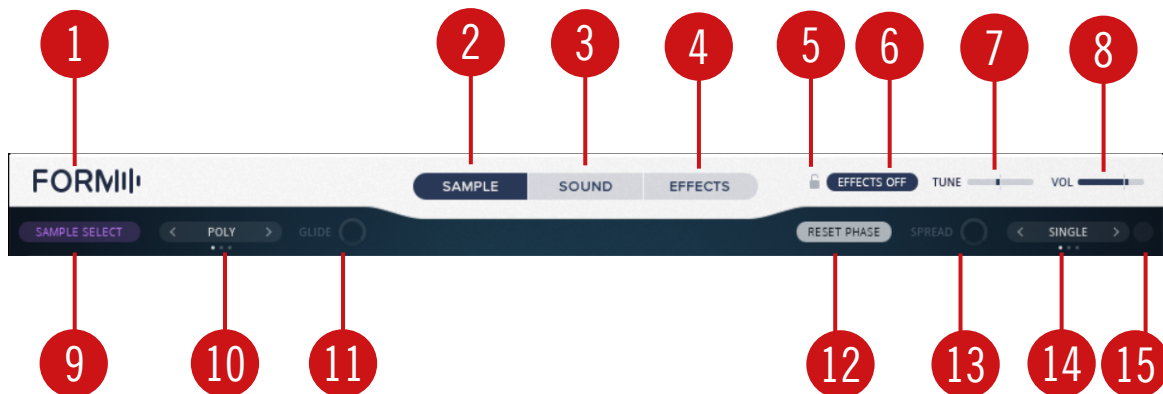 1 2 3 4 5 6 7 8
FORM SAMPLE SOUND EFFECTS EFFECTS OFF TUNE VOL
SAMPLE SELECT < POLY > GLIDE RESET PHASE SPREAD < SINGLE >
9 10 11 12 13 14 15